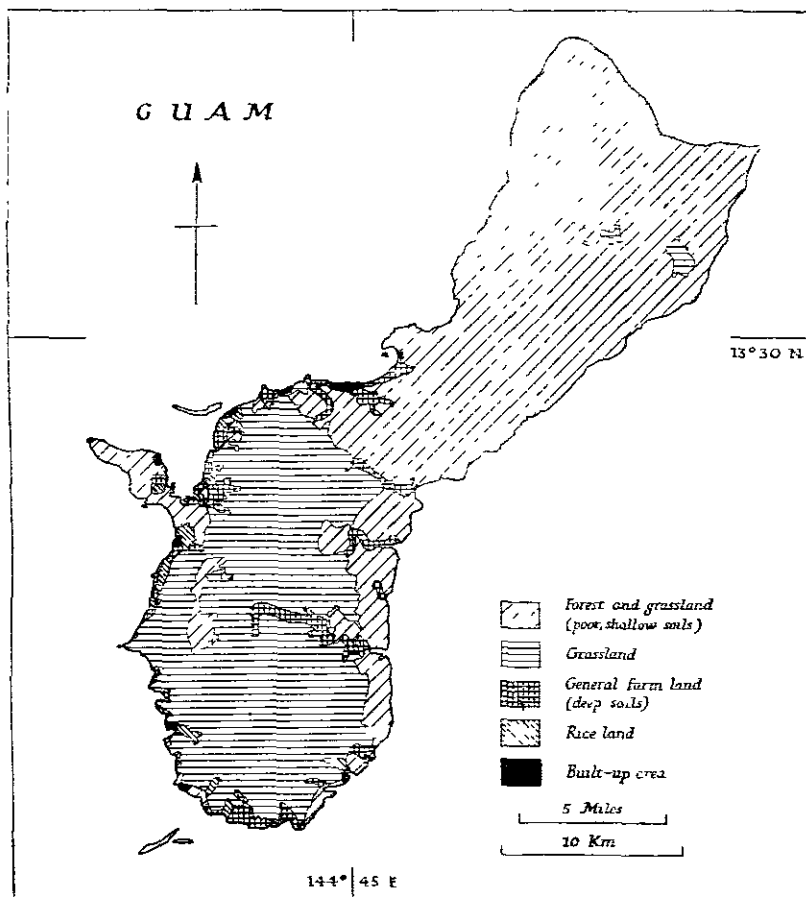 GUAM
13° 30 N
Forest and grassland
(poor, shallow soils)
Grassland
General farm land
(deep soils)
Rice land
Built-up area
5 Miles
10 Km
144° 45 E